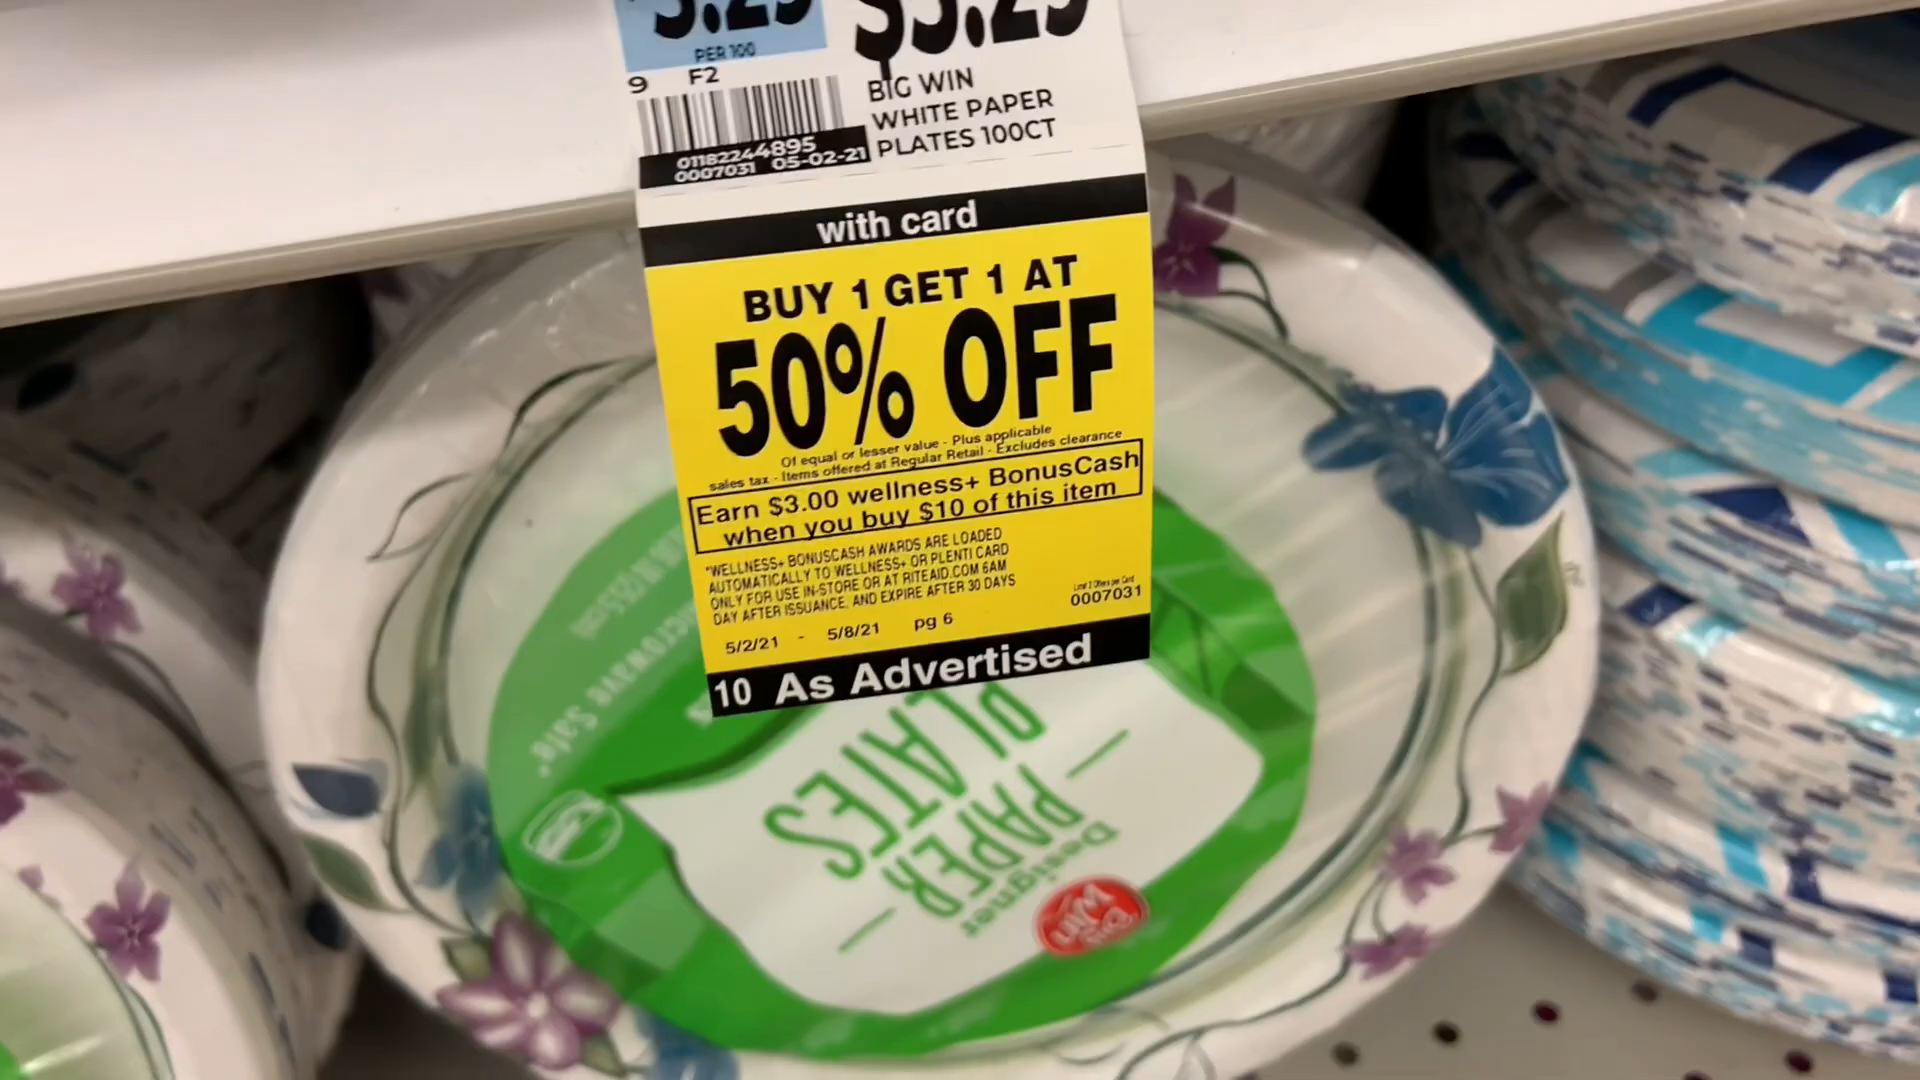 PER 100
9 F2
$3.29
BIG WIN
WHITE PAPER
PLATES 100CT
01182244895
0007031 05-02-21
with card
BUY 1 GET 1 AT
50% OFF
Of equal or lesser value - Plus applicable
sales tax - Items offered at Regular Retail - Excludes clearance
Earn $3.00 wellness+ BonusCash
when you buy $10 of this item
*WELLNESS+ BONUSCASH AWARDS ARE LOADED
AUTOMATICALLY TO WELLNESS+ OR PLENTI CARD
ONLY FOR USE IN-STORE OR AT RITEAID.COM 6AM
DAY AFTER ISSUANCE, AND EXPIRE AFTER 30 DAYS
0007031
5/2/21 - 5/8/21 pg 6
10 As Advertised
Big
Win
Designer
PAPER
PLATES
Microwave Safe*